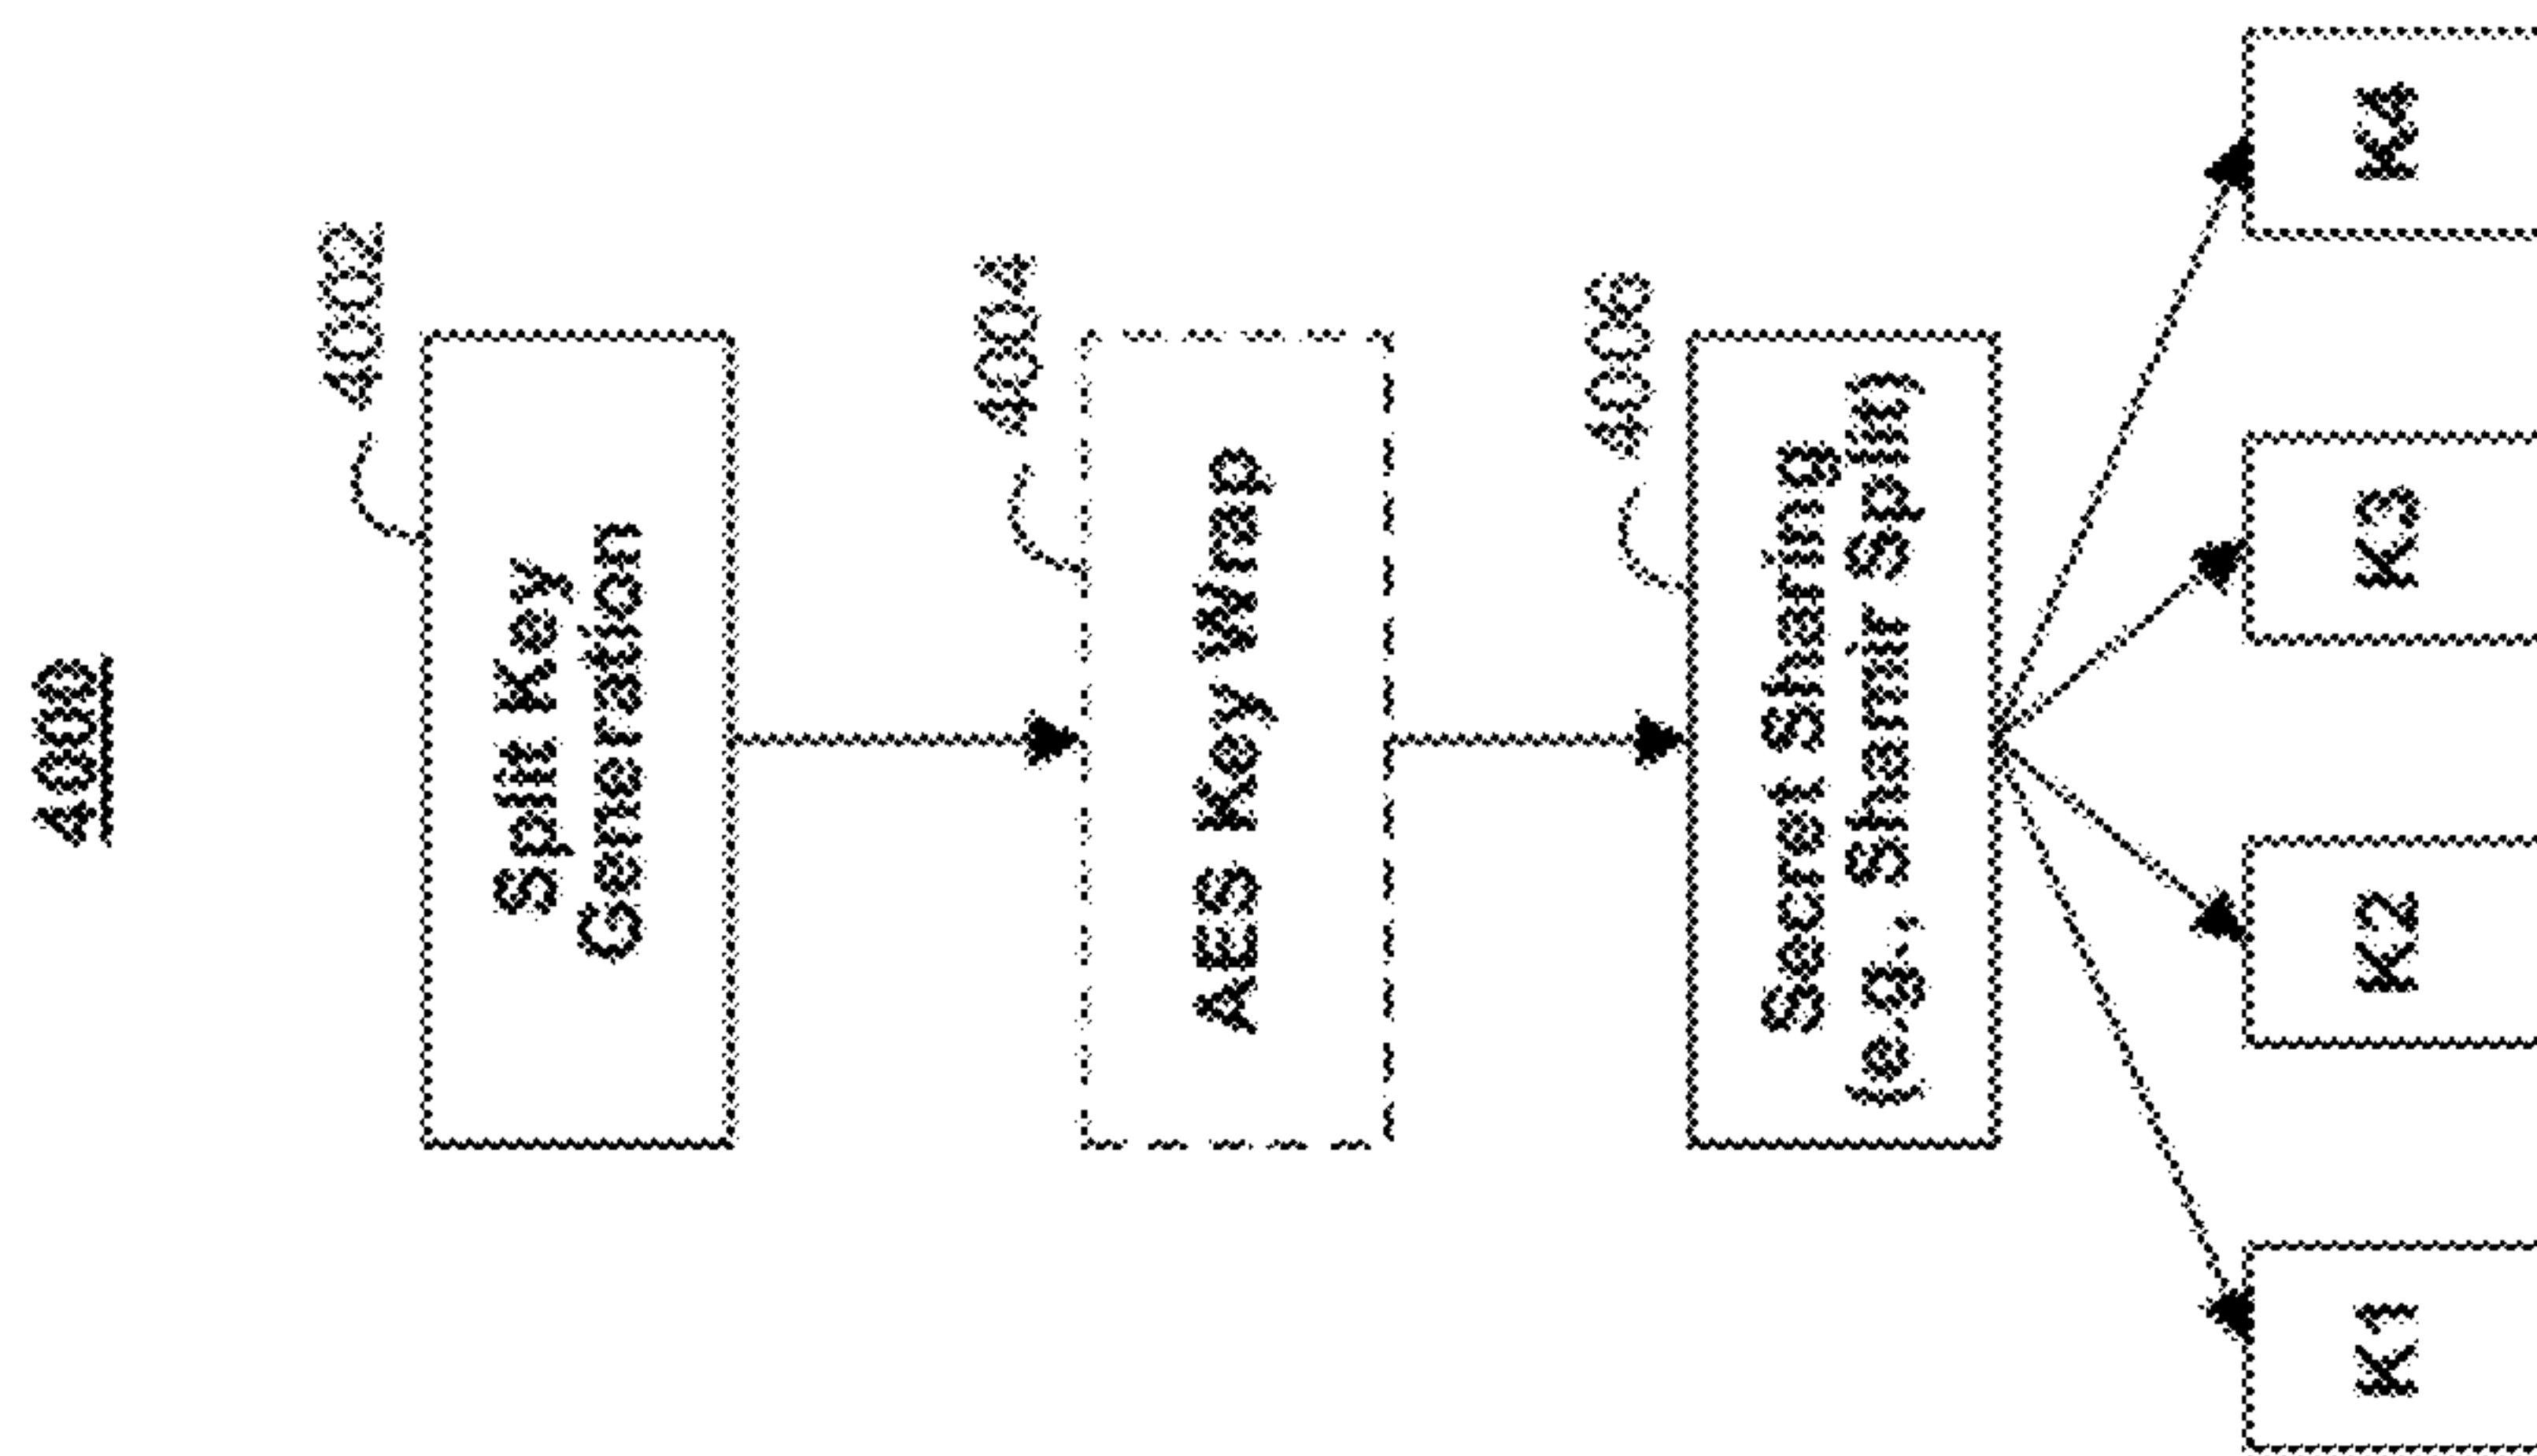 4000
4002
Split Key
Generation
4004
AES Key Wrap
4006
Secret Sharing
(e.g., Shamir Split)
K1
K2
K3
K4